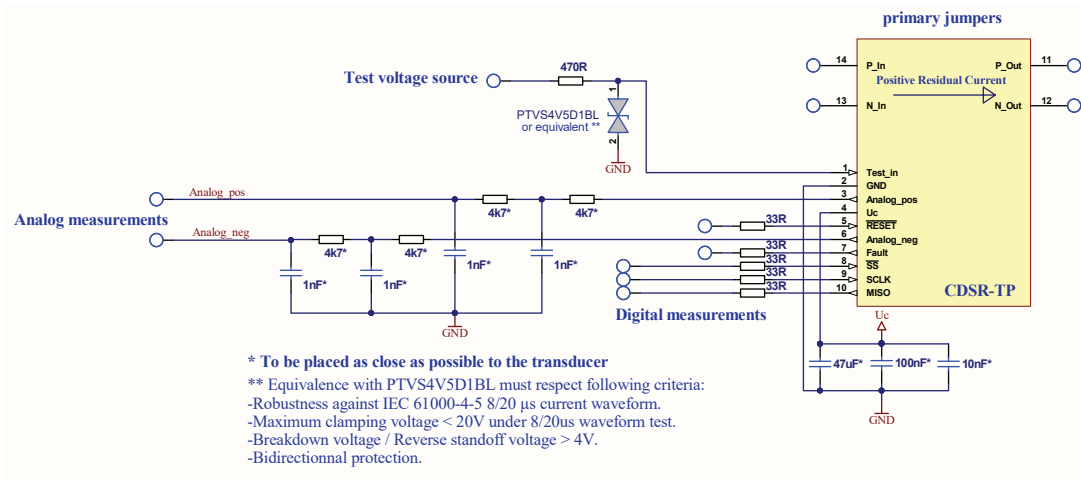 primary jumpers
470R
Test voltage source
1
PTVS4V5D1BL
or equivalent **
2
GND
14 P_In P_Out 11
Positive Residual Current
13 N_In N_Out 12
1 Test_in
2 GND
3 Analog_pos
4 Uc
5 RESET
6 Analog_neg
7 Fault
8 SS
9 SCLK
10 MISO
CDSR-TP
Analog_pos
4k7* 4k7*
Analog measurements
Analog_neg
4k7* 4k7*
1nF* 1nF*
1nF* 1nF*
GND
33R
33R
33R
33R
33R
Digital measurements
Uc
47uF* 100nF* 10nF*
GND
* To be placed as close as possible to the transducer
** Equivalence with PTVS4V5D1BL must respect following criteria:
-Robustness against IEC 61000-4-5 8/20 µs current waveform.
-Maximum clamping voltage < 20V under 8/20us waveform test.
-Breakdown voltage / Reverse standoff voltage > 4V.
-Bidirectionnal protection.